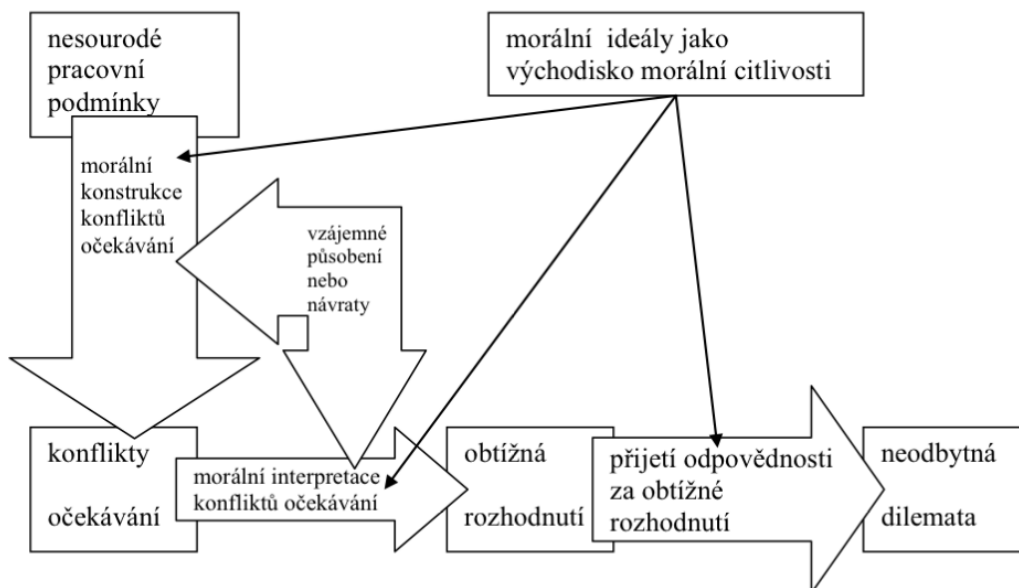 nesourodé
pracovní
podmínky
morální ideály jako
východisko morální citlivosti
morální
konstrukce
konfliktů
očekávání
vzájemné
působení
nebo
návraty
konflikty
očekávání
morální interpretace
konfliktů očekávání
obtížná
rozhodnutí
přijetí odpovědnosti
za obtížné
rozhodnutí
neodbytná
dilemata